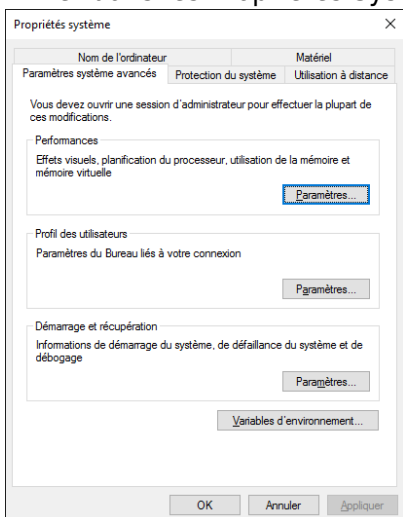 Propriétés système
Nom de l'ordinateur
Matériel
Paramètres système avancés
Protection du système
Utilisation à distance
Vous devez ouvrir une session d'administrateur pour effectuer la plupart de
ces modifications.
Performances
Effets visuels, planification du processeur, utilisation de la mémoire et
mémoire virtuelle
Paramètres...
Profil des utilisateurs
Paramètres du Bureau liés à votre connexion
Paramètres...
Démarrage et récupération
Informations de démarrage du système, de défaillance du système et de
débogage
Paramètres...
Variables d'environnement...
OK
Annuler
Appliquer